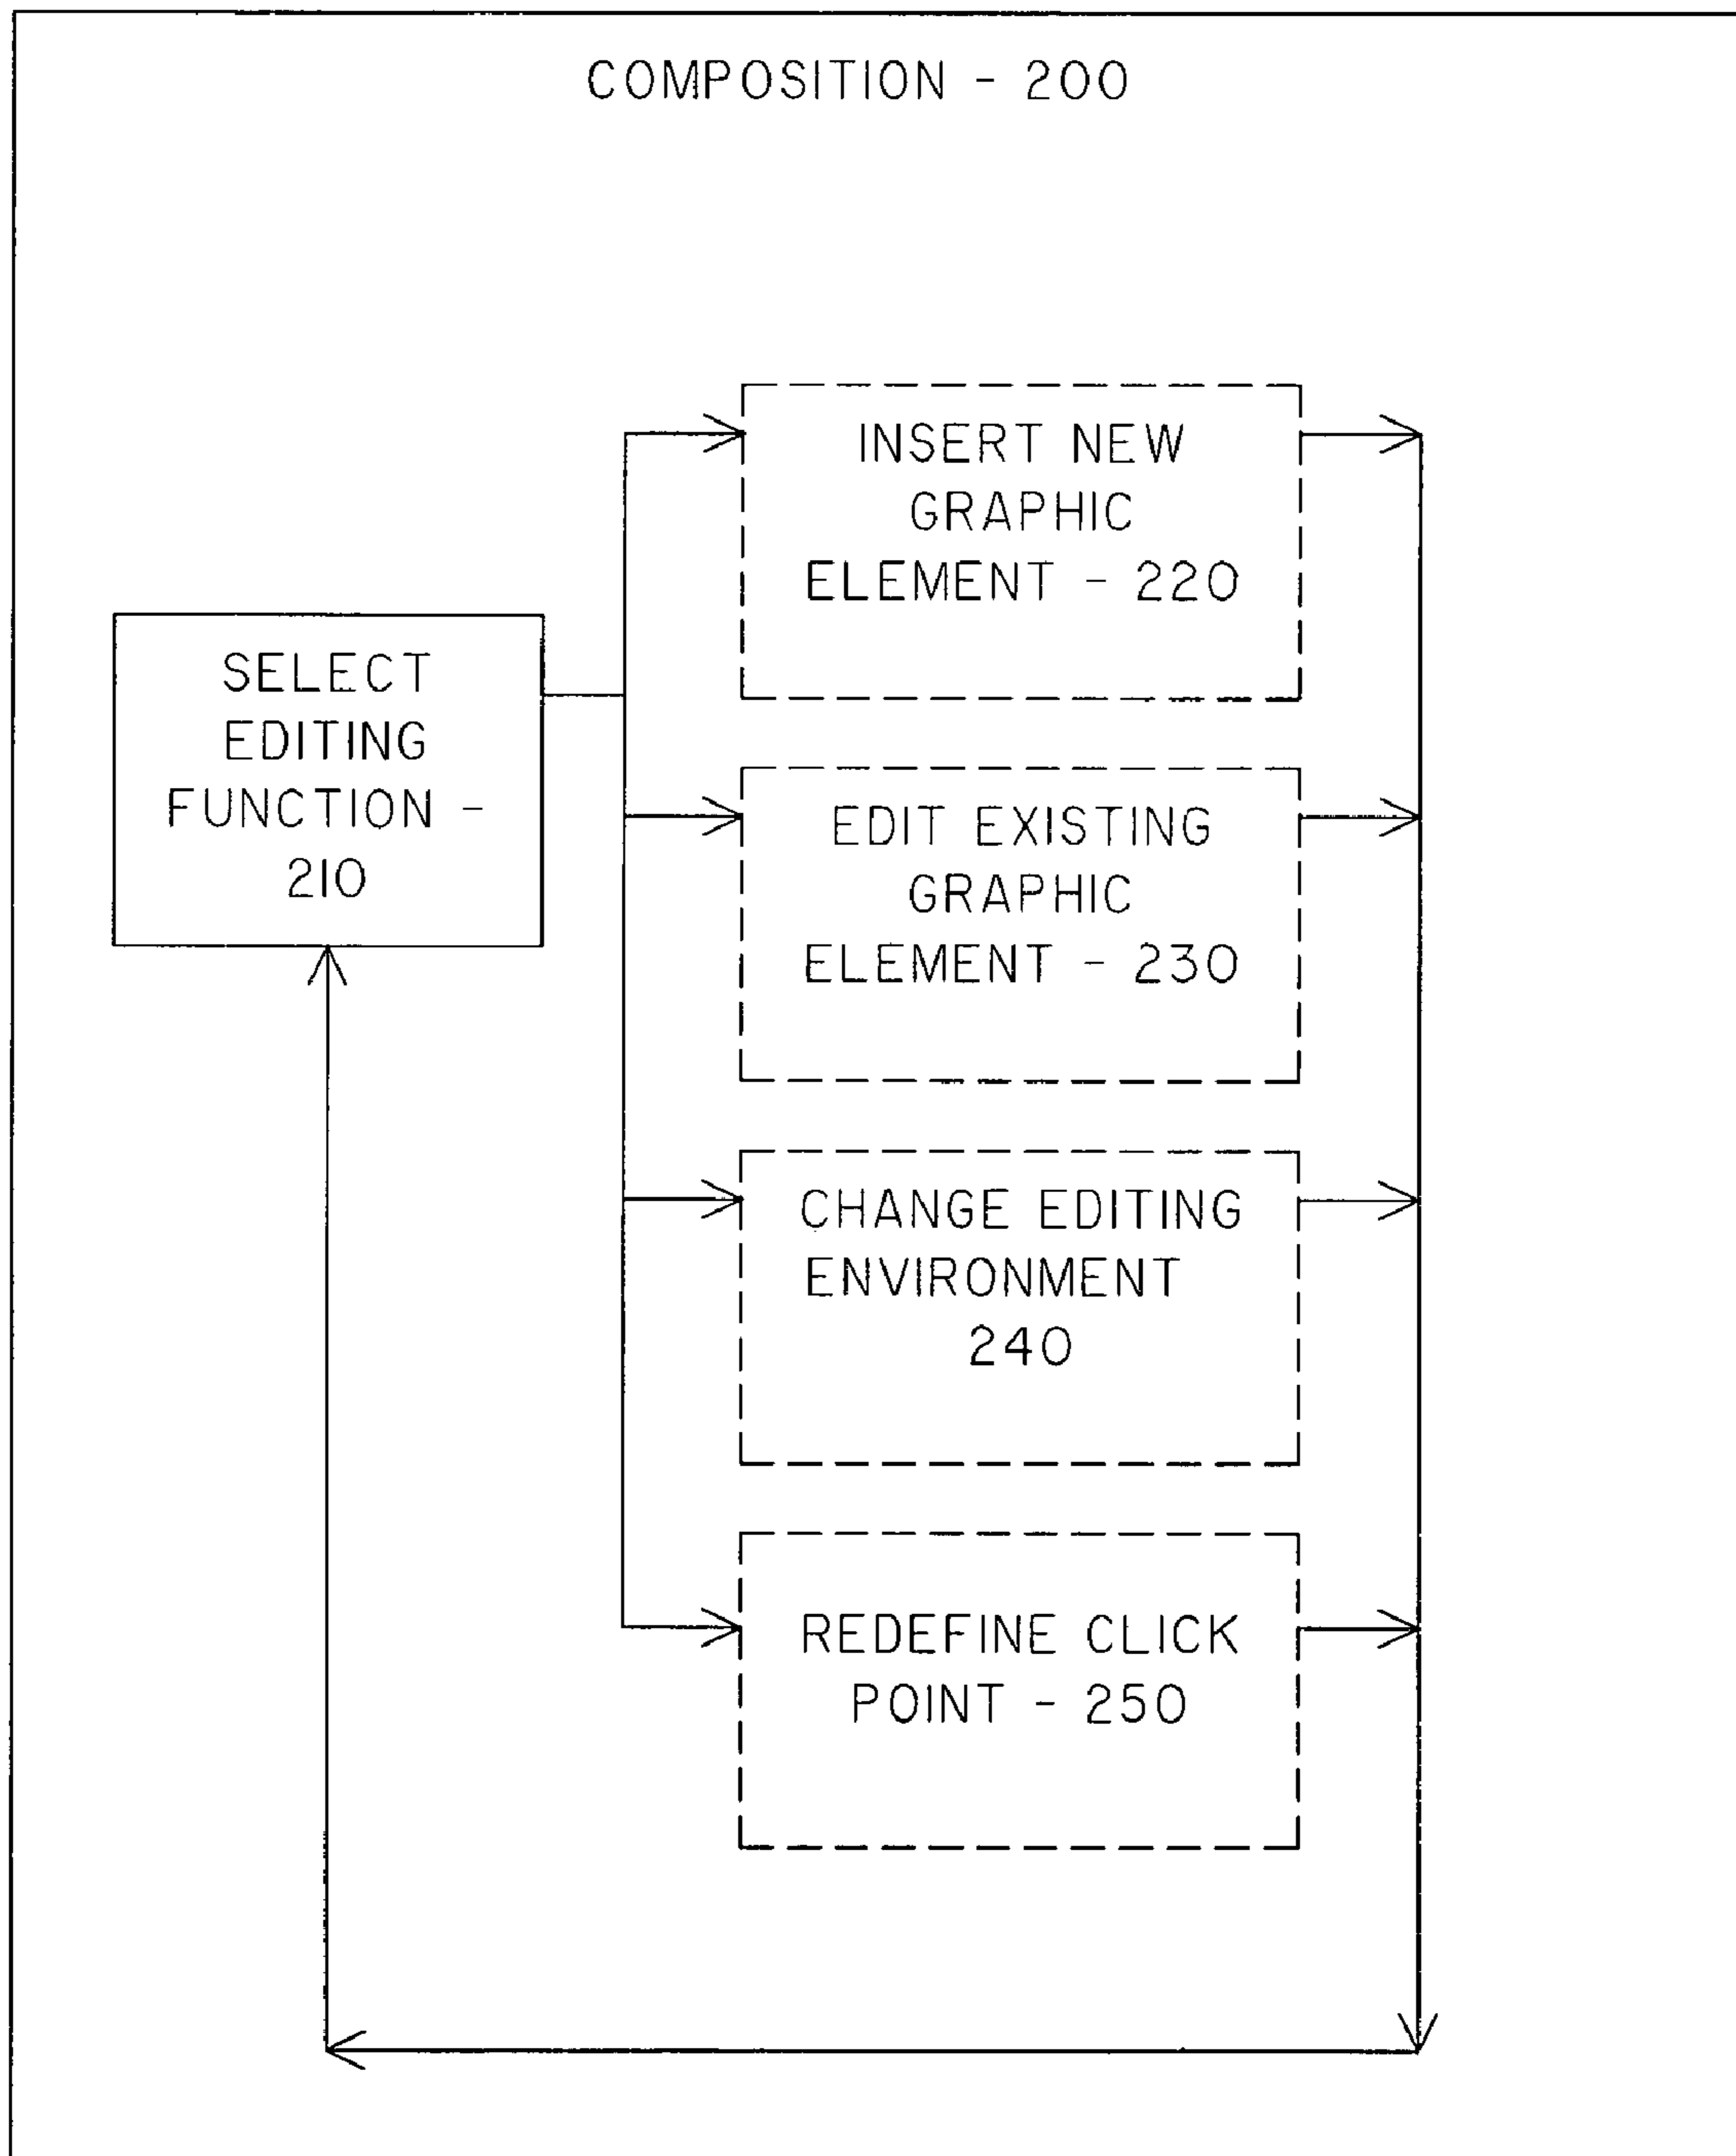 COMPOSITION - 200
SELECT
EDITING
FUNCTION -
210
INSERT NEW
GRAPHIC
ELEMENT - 220
EDIT EXISTING
GRAPHIC
ELEMENT - 230
CHANGE EDITING
ENVIRONMENT
240
REDEFINE CLICK
POINT - 250